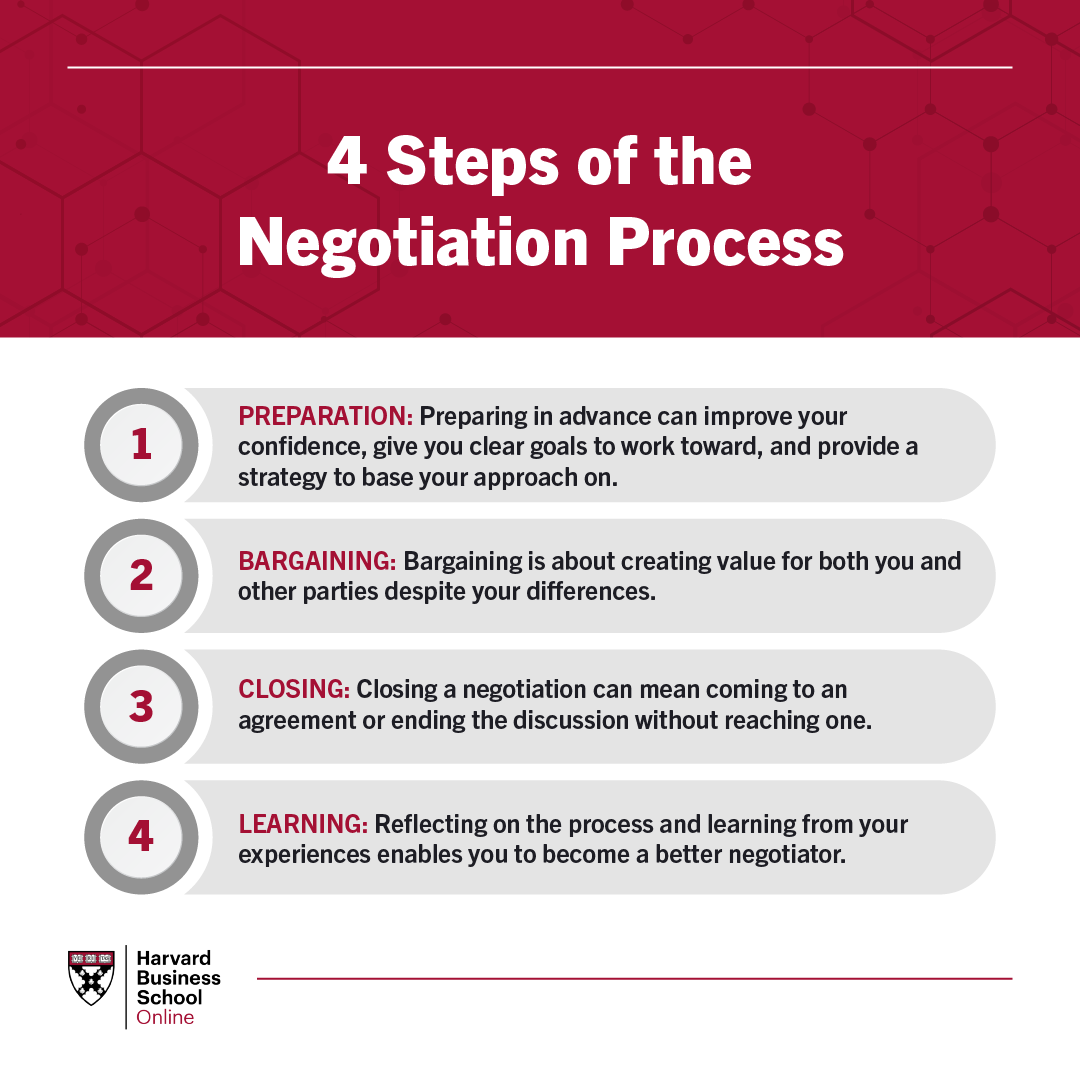 4 Steps of the
Negotiation Process
1
PREPARATION: Preparing in advance can improve your
confidence, give you clear goals to work toward, and provide a
strategy to base your approach on.
2
BARGAINING: Bargaining is about creating value for both you and
other parties despite your differences.
3
CLOSING: Closing a negotiation can mean coming to an
agreement or ending the discussion without reaching one.
4
LEARNING: Reflecting on the process and learning from your
experiences enables you to become a better negotiator.
Harvard
Business
School
Online